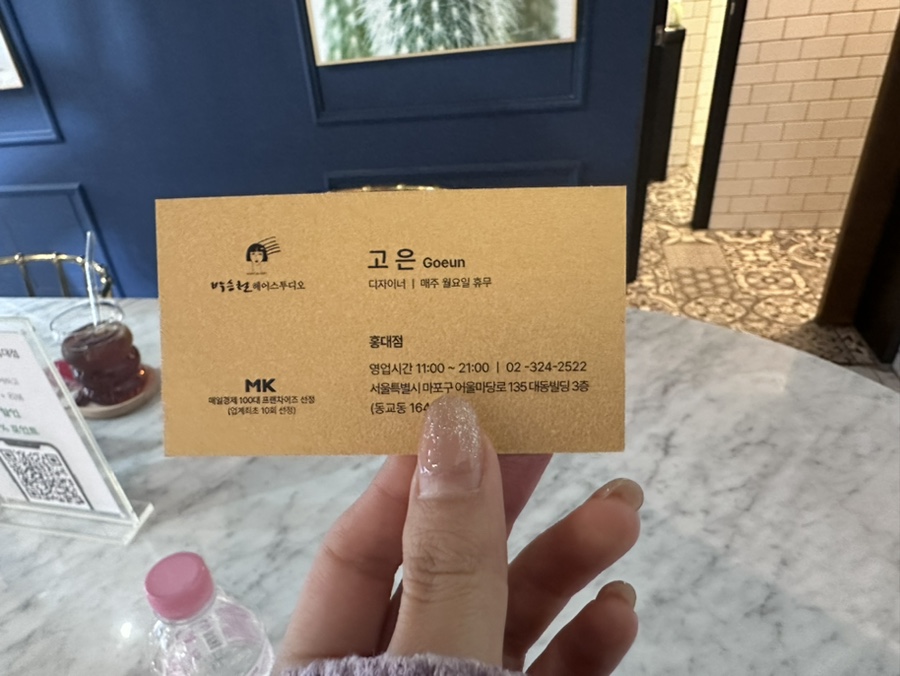 박승철헤어스투디오
MK
매일경제 100대 프랜차이즈 선정
(업계최초 10회 선정)
고은 Goeun
디자이너 | 매주 월요일 휴무
홍대점
영업시간 11:00 ~ 21:00 | 02 -324-2522
서울특별시 마포구 어울마당로 135 대동빌딩 3층
(동교동 164